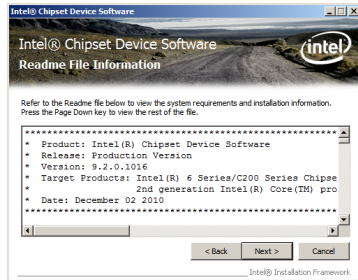 Intel® Chipset Device Software
Intel® Chipset Device Software
intel
Readme File Information
Refer to the Readme file below to view the system requirements and installation information.
Press the Page Down key to view the rest of the file.
************************************************
* Product: Intel(R) Chipset Device Software
* Release: Production Version
* Version: 9.2.0.1016
* Target Products: Intel(R) 6 Series/C200 Series Chipse
* 2nd generation Intel(R) Core(TM) pro
* Date: December 02 2010
************************************************
< Back
Next >
Cancel
Intel® Installation Framework